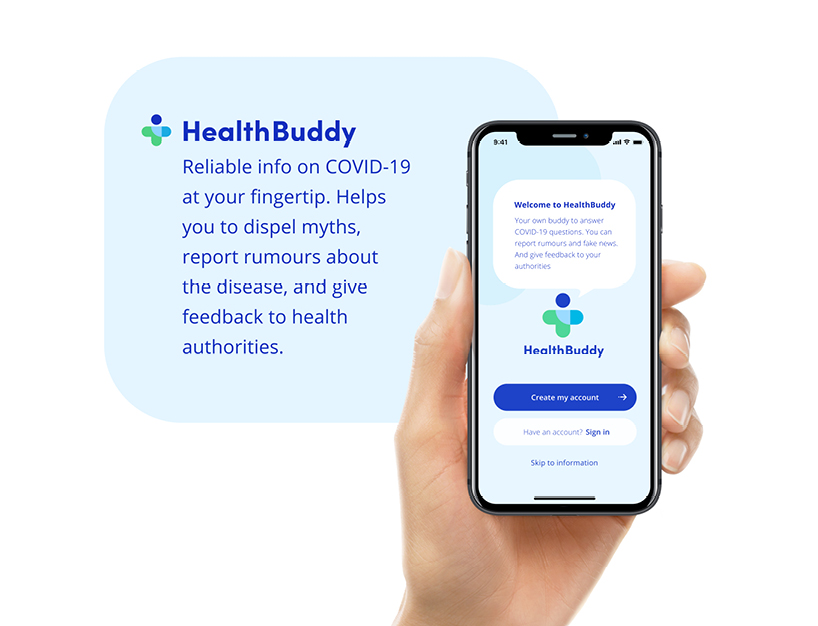 HealthBuddy
Reliable info on COVID-19
at your fingertip. Helps
you to dispel myths,
report rumours about
the disease, and give
feedback to health
authorities.
9:41
Welcome to HealthBuddy
Your own buddy to answer
COVID-19 questions. You can
report rumours and fake news.
And give feedback to your
authorities
HealthBuddy
Create my account
Have an account? Sign in
Skip to information